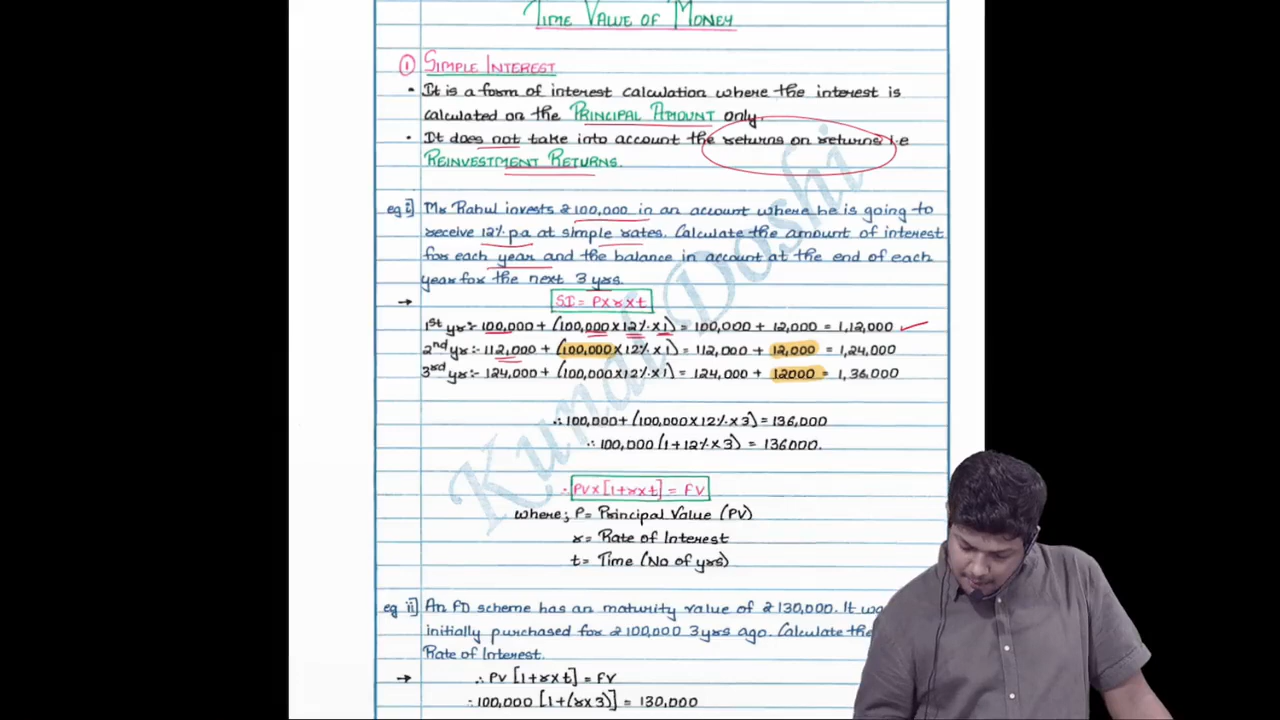 TIME VALUE OF MONEY
① SIMPLE INTEREST
• It is a form of interest calculation where the interest is
calculated on the PRINCIPAL AMOUNT only.
• It does not take into account the returns on returns i.e
REINVESTMENT RETURNS.
eg i] Mr Rahul invests ₹100,000 in an account where he is going to
receive 12% p.a at simple rates. Calculate the amount of interest
for each year and the balance in account at the end of each
year for the next 3 yrs.
→ SI = P×r×t
1st yr:- 100,000 + (100,000 × 12% × 1) = 100,000 + 12,000 = 1,12,000
2nd yr:- 112,000 + (100,000 × 12% × 1) = 112,000 + 12,000 = 1,24,000
3rd yr:- 124,000 + (100,000 × 12% × 1) = 124,000 + 12000 = 1,36,000
∴ 100,000 + (100,000 × 12% × 3) = 136,000
∴ 100,000 (1 + 12% × 3) = 136000.
∴ PV × [1 + r×t] = FV
where; P = Principal Value (PV)
r = Rate of Interest
t = Time (No of yrs)
eg ii] An FD scheme has an maturity value of ₹130,000. It
initially purchased for ₹100,000 3yrs ago. Calculate the
Rate of Interest.
→ ∴ PV [1 + r×t] = FV
∴ 100,000 [1 + (r×3)] = 130,000
Kunal Doshi